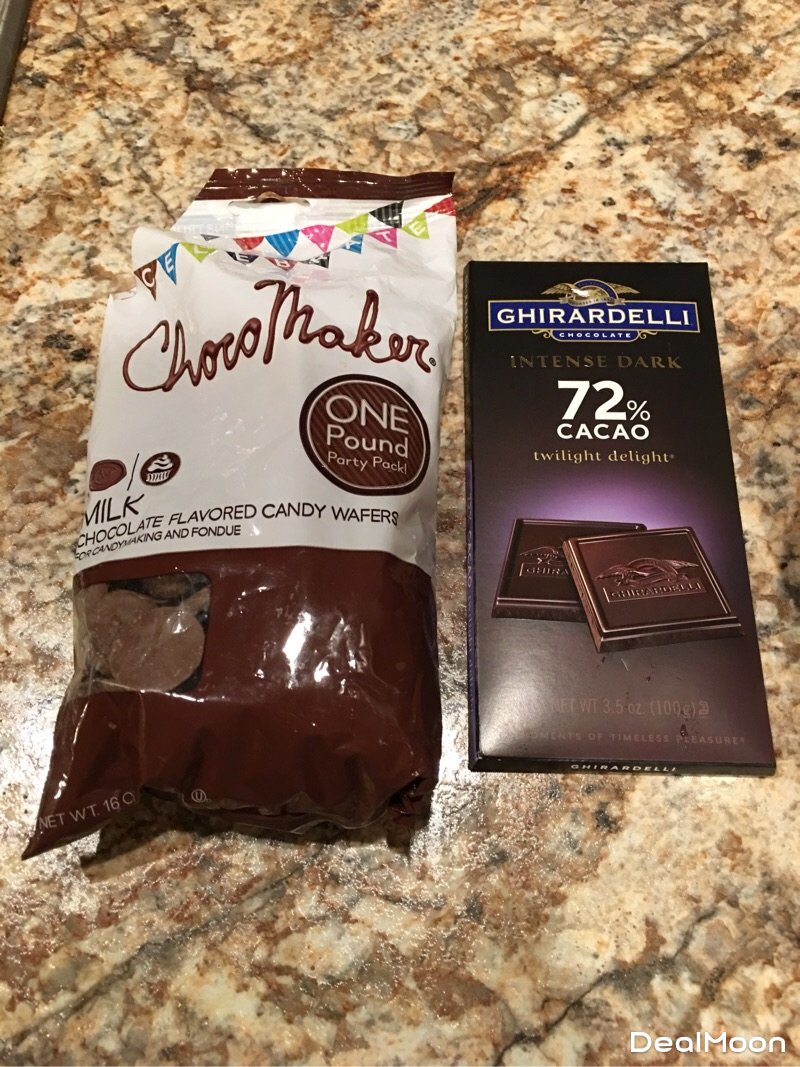 CELEBRATE
ChocoMaker
ONE
Pound
Party Pack!
MILK
CHOCOLATE FLAVORED CANDY WAFERS
FOR CANDYMAKING AND FONDUE
NET WT. 16 O
GHIRARDELLI
CHOCOLATE
INTENSE DARK
72%
CACAO
twilight delight®
GHIRA
GHIRARDELLI
NET WT 3.5 oz. (100g)
MOMENTS OF TIMELESS PLEASURE®
GHIRARDELLI
DealMoon